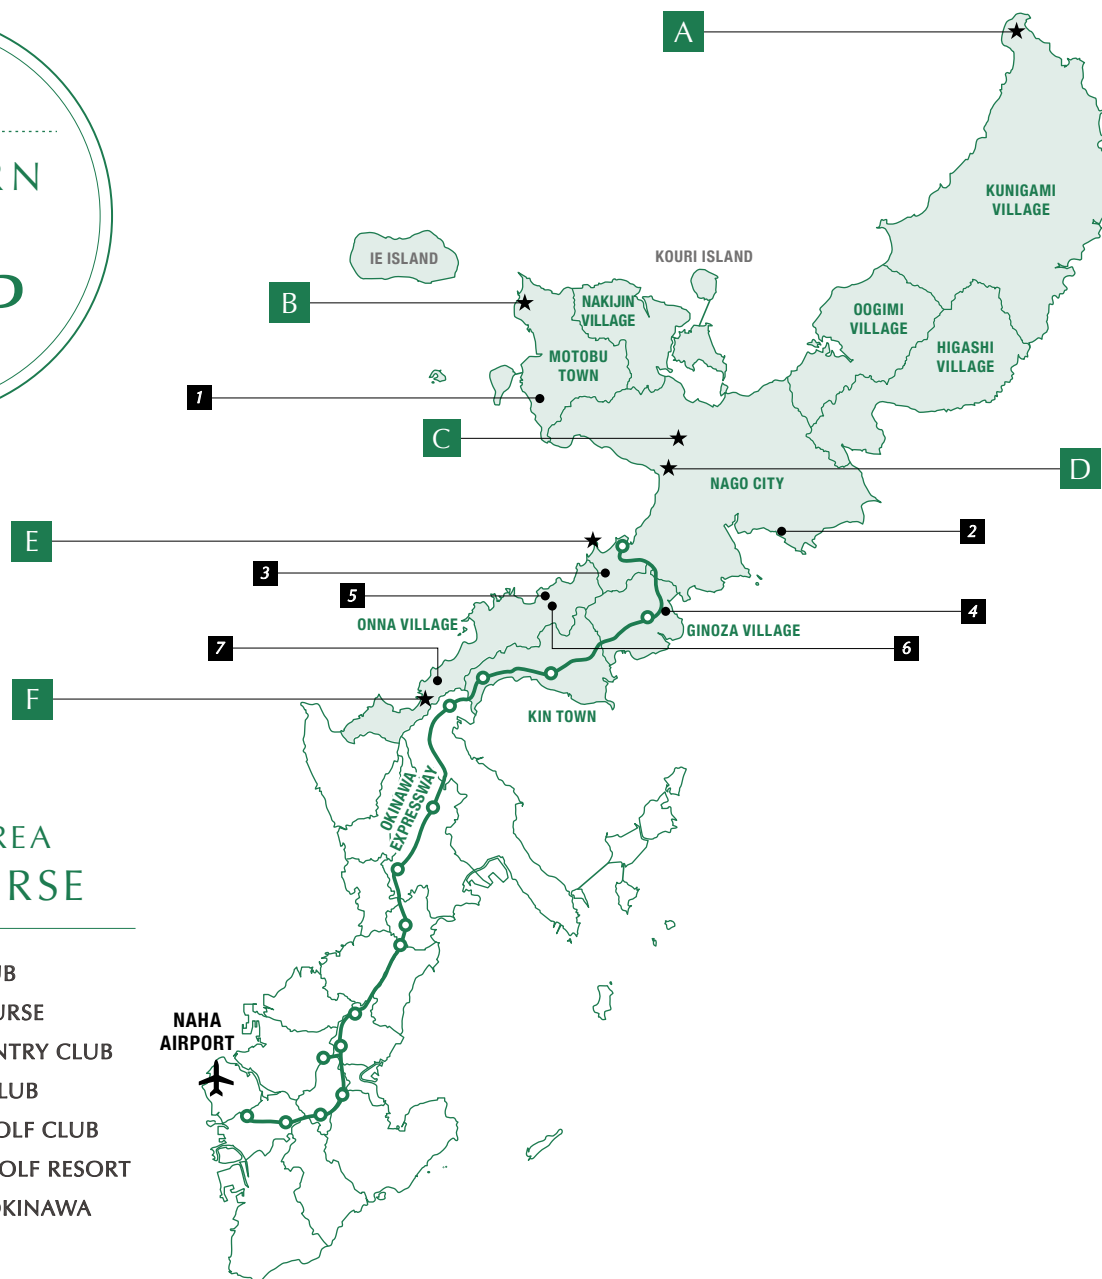 A
RN
KUNIGAMI
VILLAGE
IE ISLAND
KOURI ISLAND
B
NAKIJIN
VILLAGE
OOGIMI
VILLAGE
HIGASHI
VILLAGE
MOTOBU
TOWN
1
C
D
NAGO CITY
2
E
3
5
4
ONNA VILLAGE
GINOZA VILLAGE
7
6
F
KIN TOWN
OKINAWA
EXPRESSWAY
REA
RSE
UB
URSE
NTRY CLUB
LUB
OLF CLUB
OLF RESORT
OKINAWA
NAHA
AIRPORT